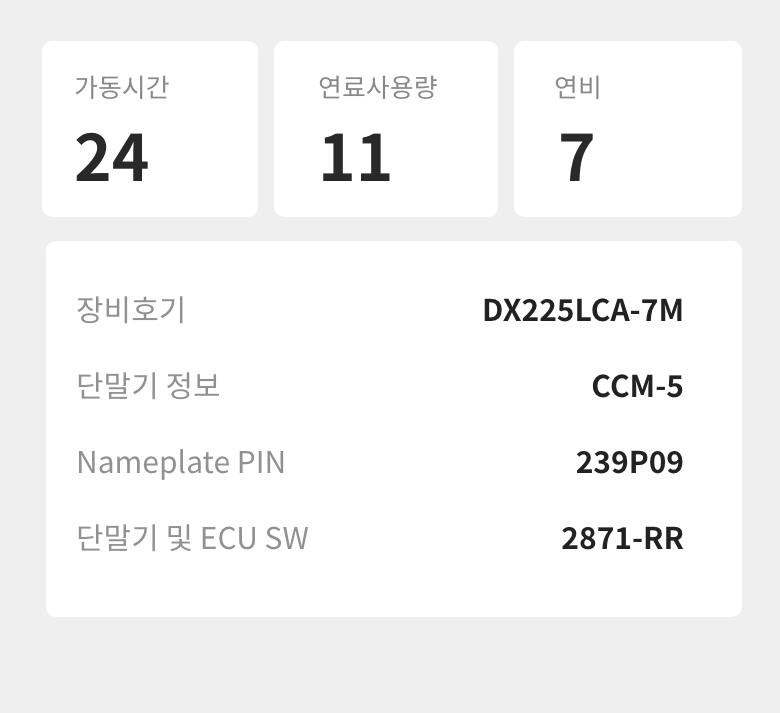 가동시간 연료사용량 연비
24 11 7
장비호기 DX225LCA-7M
단말기 정보 CCM-5
Nameplate PIN 239P09
단말기 및 ECU SW 2871-RR